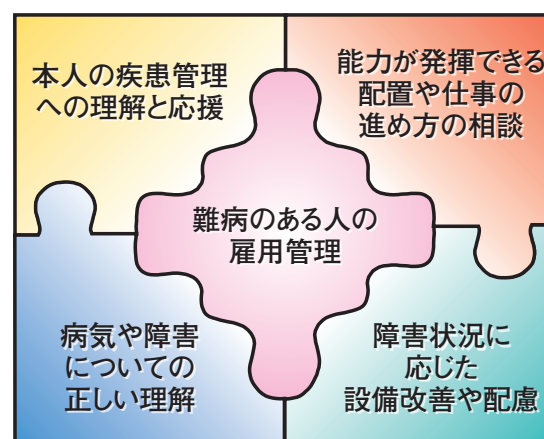 本人の疾患管理
への理解と応援
能力が発揮できる
配置や仕事の
進め方の相談
難病のある人の
雇用管理
病気や障害
についての
正しい理解
障害状況に
応じた
設備改善や配慮